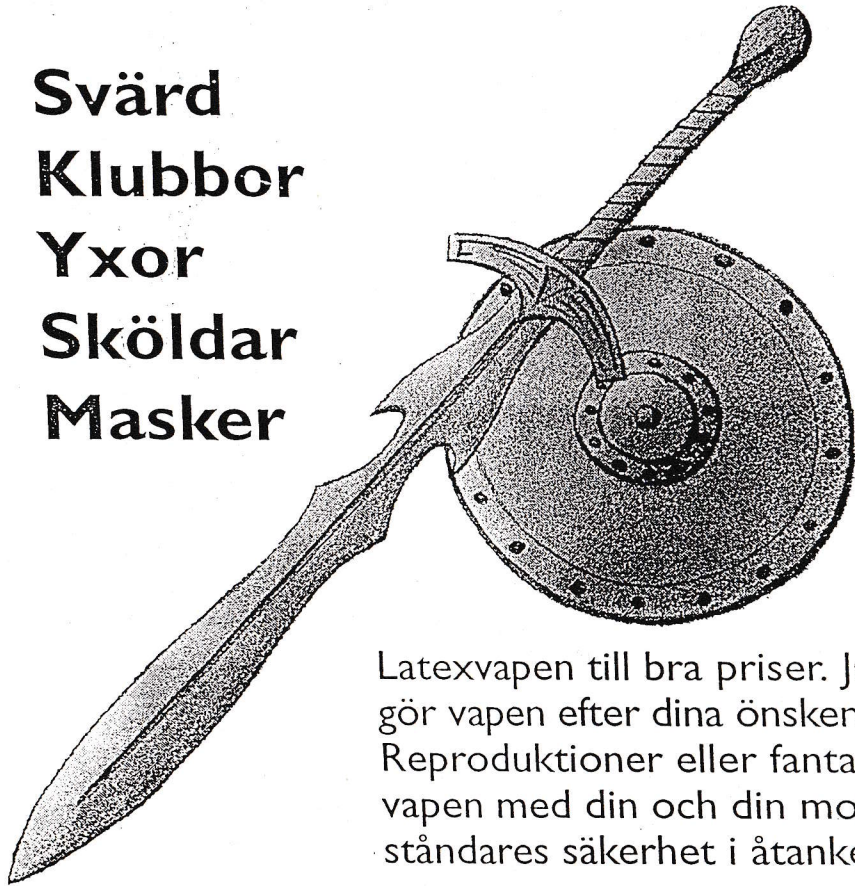 Svärd
Klubbor
Yxor
Sköldar
Masker
Latexvapen till bra priser.
gör vapen efter dina
Reproduktioner eller
vapen med din och din
ståndares säkerhet i